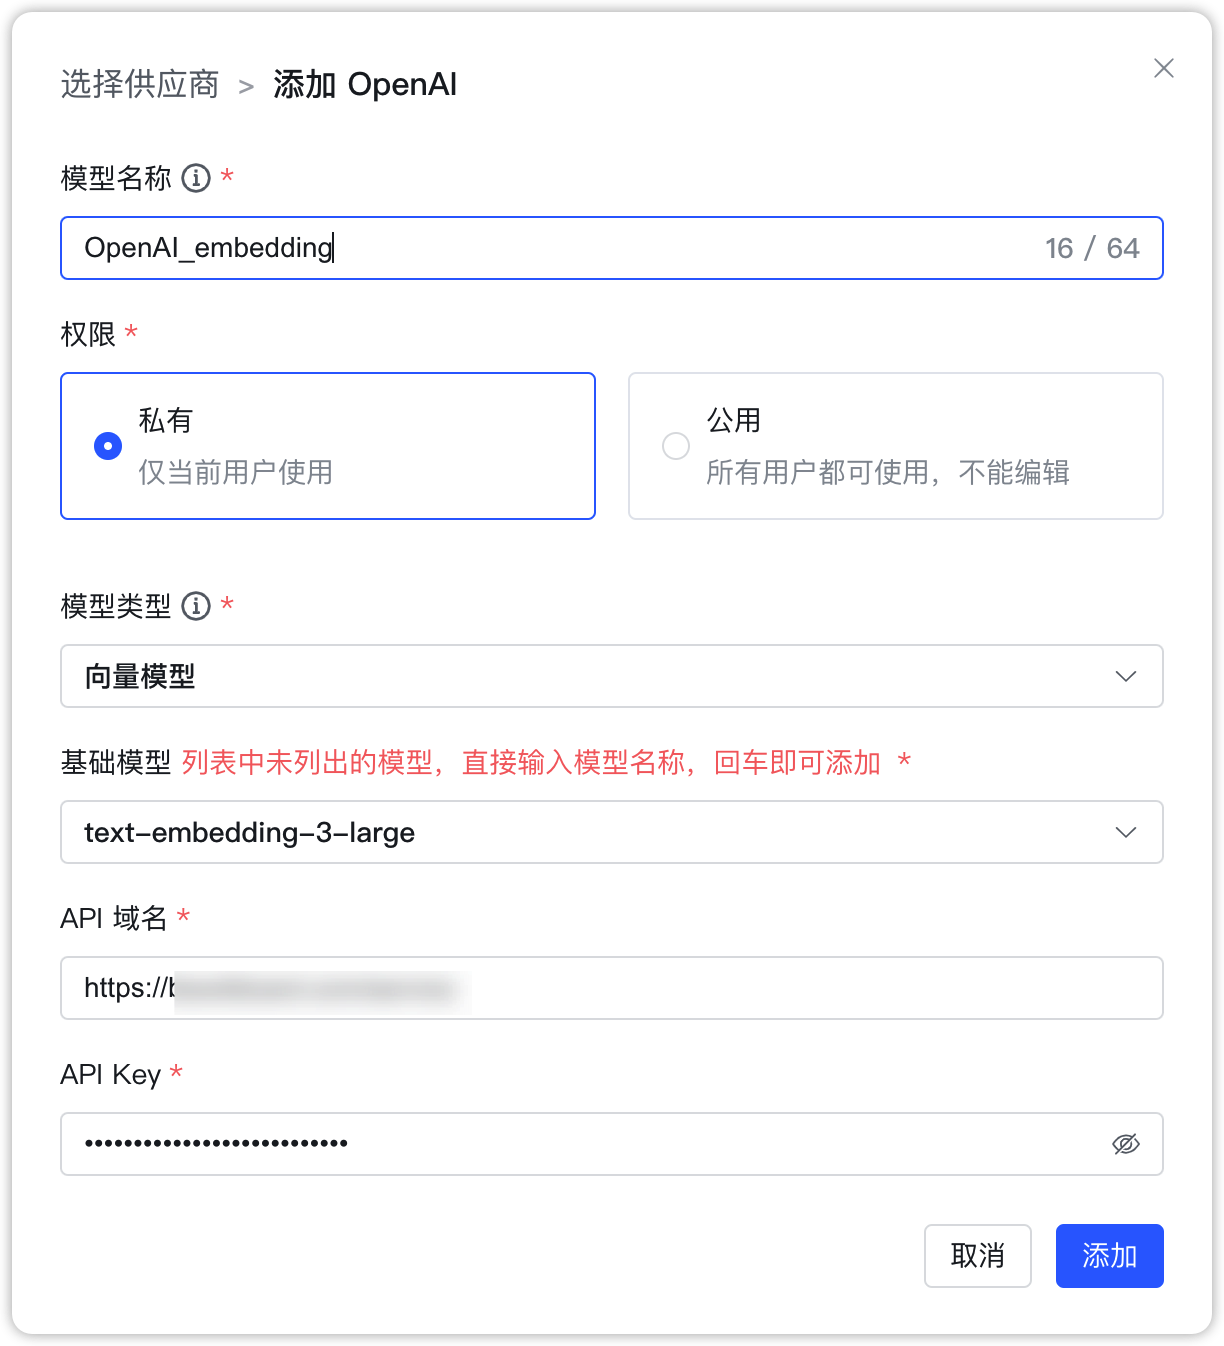 选择供应商 > 添加 OpenAI
模型名称 *
OpenAI_embedding 16 / 64
权限 *
私有
仅当前用户使用
公用
所有用户都可使用，不能编辑
模型类型 *
向量模型
基础模型 列表中未列出的模型，直接输入模型名称，回车即可添加 *
text-embedding-3-large
API 域名 *
https://
API Key *
•••••••••••••••••••••••••••
取消 添加